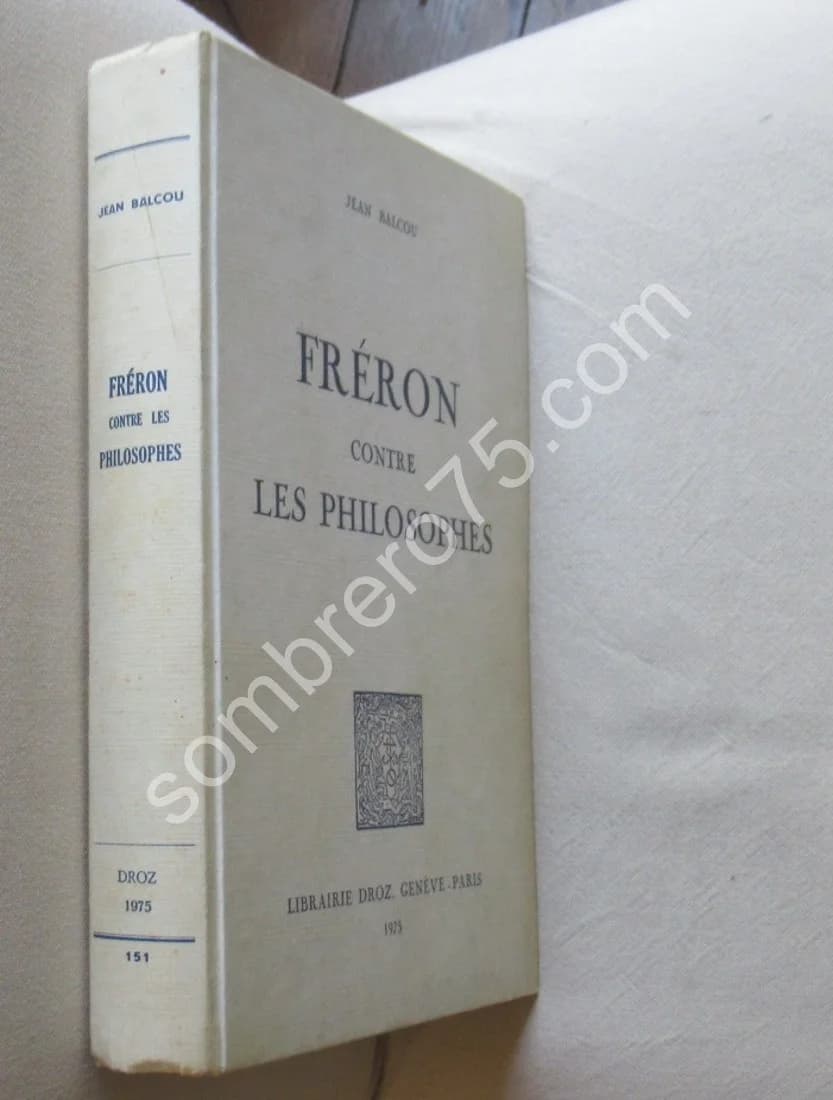 JEAN BALCOU
FRÉRON
CONTRE LES
PHILOSOPHES
DROZ
1975
151
JEAN BALCOU
FRÉRON
CONTRE
LES PHILOSOPHES
LIBRAIRIE DROZ, GENÈVE-PARIS
1975
sombrero75.com